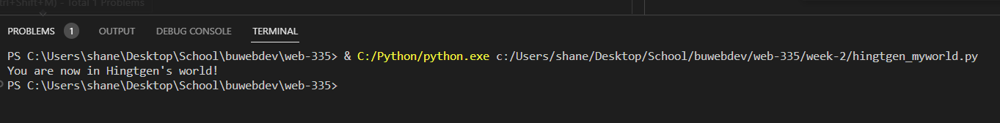 trl+Shift+M) - Total 1 Problems
PROBLEMS 1 OUTPUT DEBUG CONSOLE TERMINAL
PS C:\Users\shane\Desktop\School\buwebdev\web-335> & C:/Python/python.exe c:/Users/shane/Desktop/School/buwebdev/web-335/week-2/hingtgen_myworld.py
You are now in Hingtgen's world!
PS C:\Users\shane\Desktop\School\buwebdev\web-335>